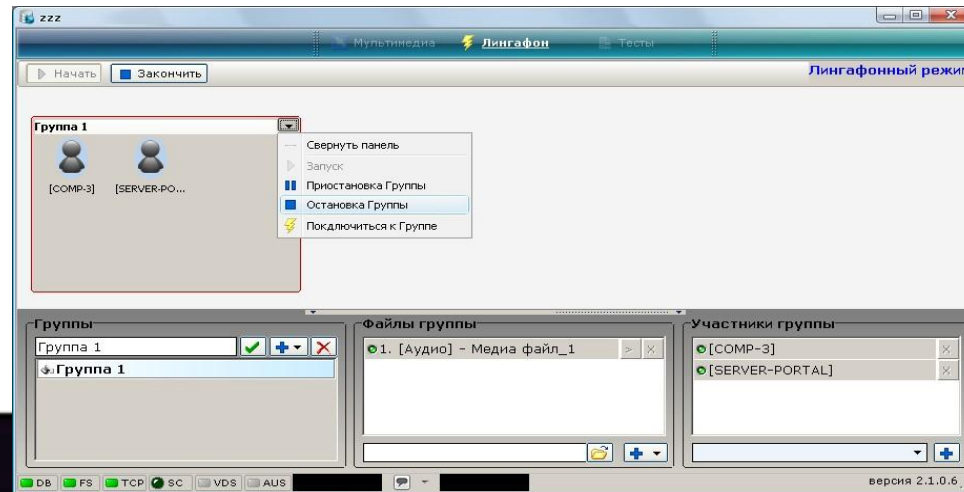 zzz
Мультимедиа Лингафон Тесты
Начать Закончить
Лингафонный режи
Группа 1
[COMP-3] [SERVER-PO...
Свернуть панель
Запуск
Приостановка Группы
Остановка Группы
Покдлючиться к Группе
Группы
Группа 1
Группа 1
Файлы группы
1. [Аудио] - Медиа файл_1
Участники группы
[COMP-3]
[SERVER-PORTAL]
DB FS TCP SC VDS AUS
версия 2.1.0.6